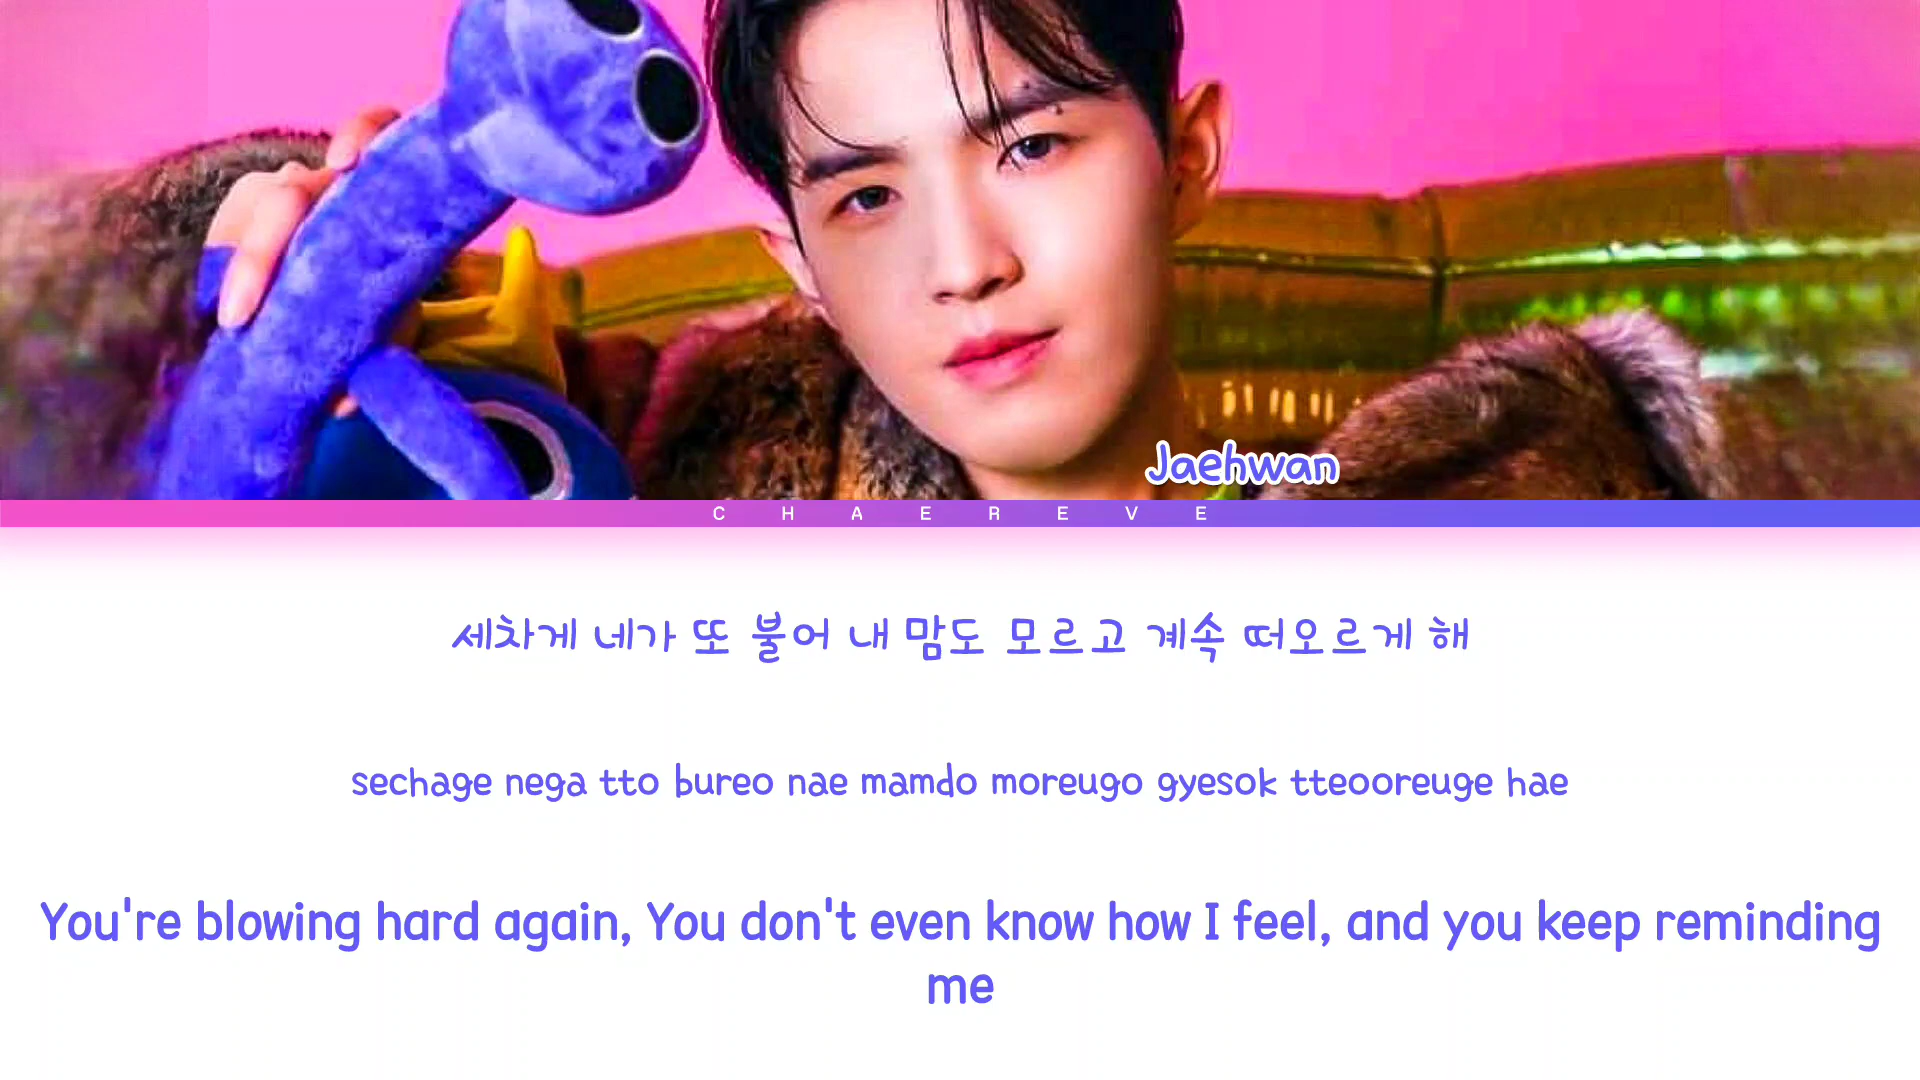 Jaehwan
CHAEREVE
세차게 네가 또 불어 내 맘도 모르고 계속 떠오르게 해
sechage nega tto bureo nae mamdo moreugo gyesok tteooreuge hae
You're blowing hard again, You don't even know how I feel, and you keep reminding
me